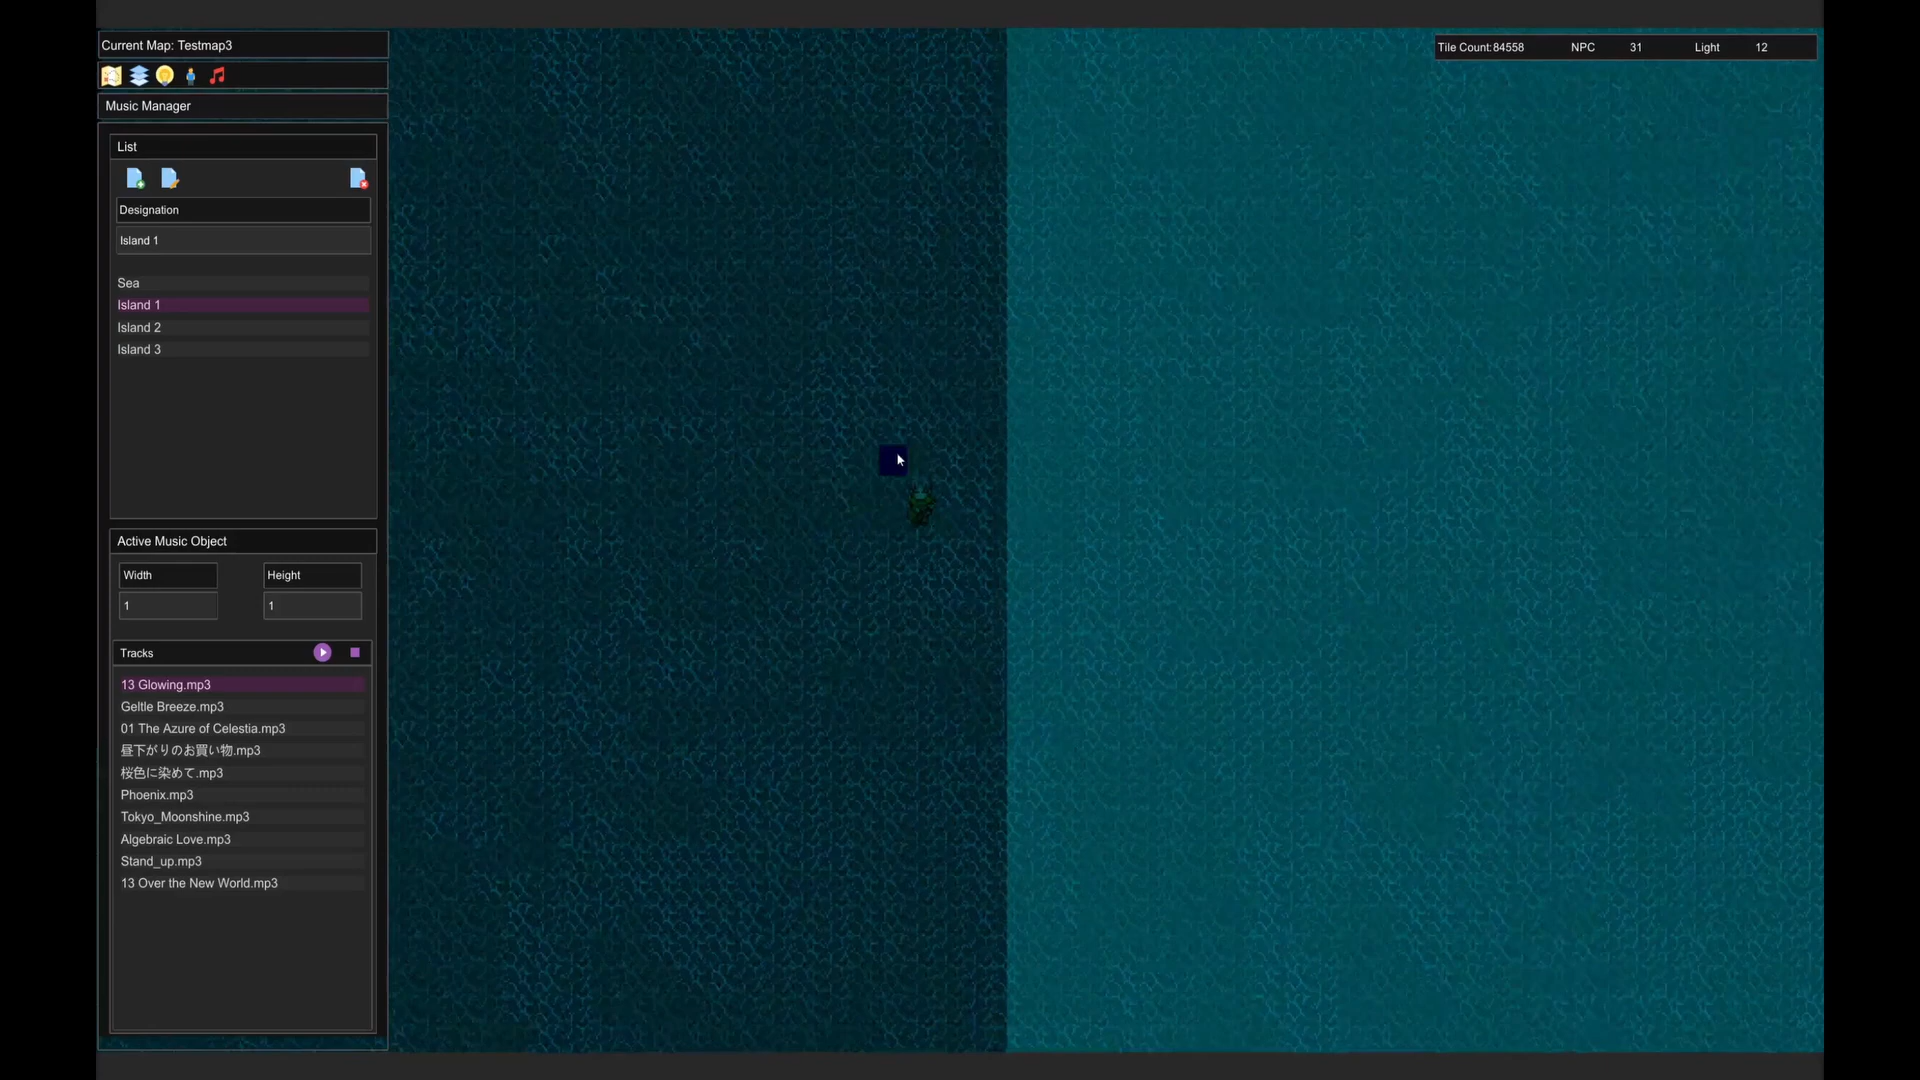 Current Map: Testmap3
Tile Count:84558 NPC 31 Light 12
Music Manager
List
Designation
Island 1
Sea
Island 1
Island 2
Island 3
Active Music Object
Width Height
1 1
Tracks
13 Glowing.mp3
Geltle Breeze.mp3
01 The Azure of Celestia.mp3
昼下がりのお買い物.mp3
桜色に染めて.mp3
Phoenix.mp3
Tokyo_Moonshine.mp3
Algebraic Love.mp3
Stand_up.mp3
13 Over the New World.mp3